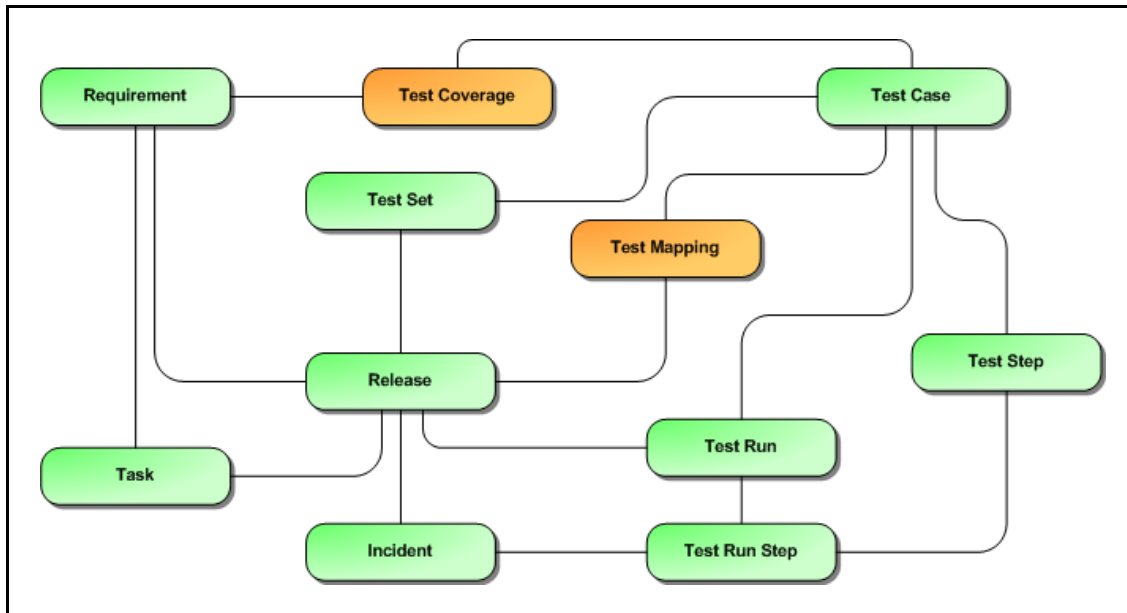 Requirement
Test Coverage
Test Case
Test Set
Test Mapping
Test Step
Release
Test Run
Task
Incident
Test Run Step